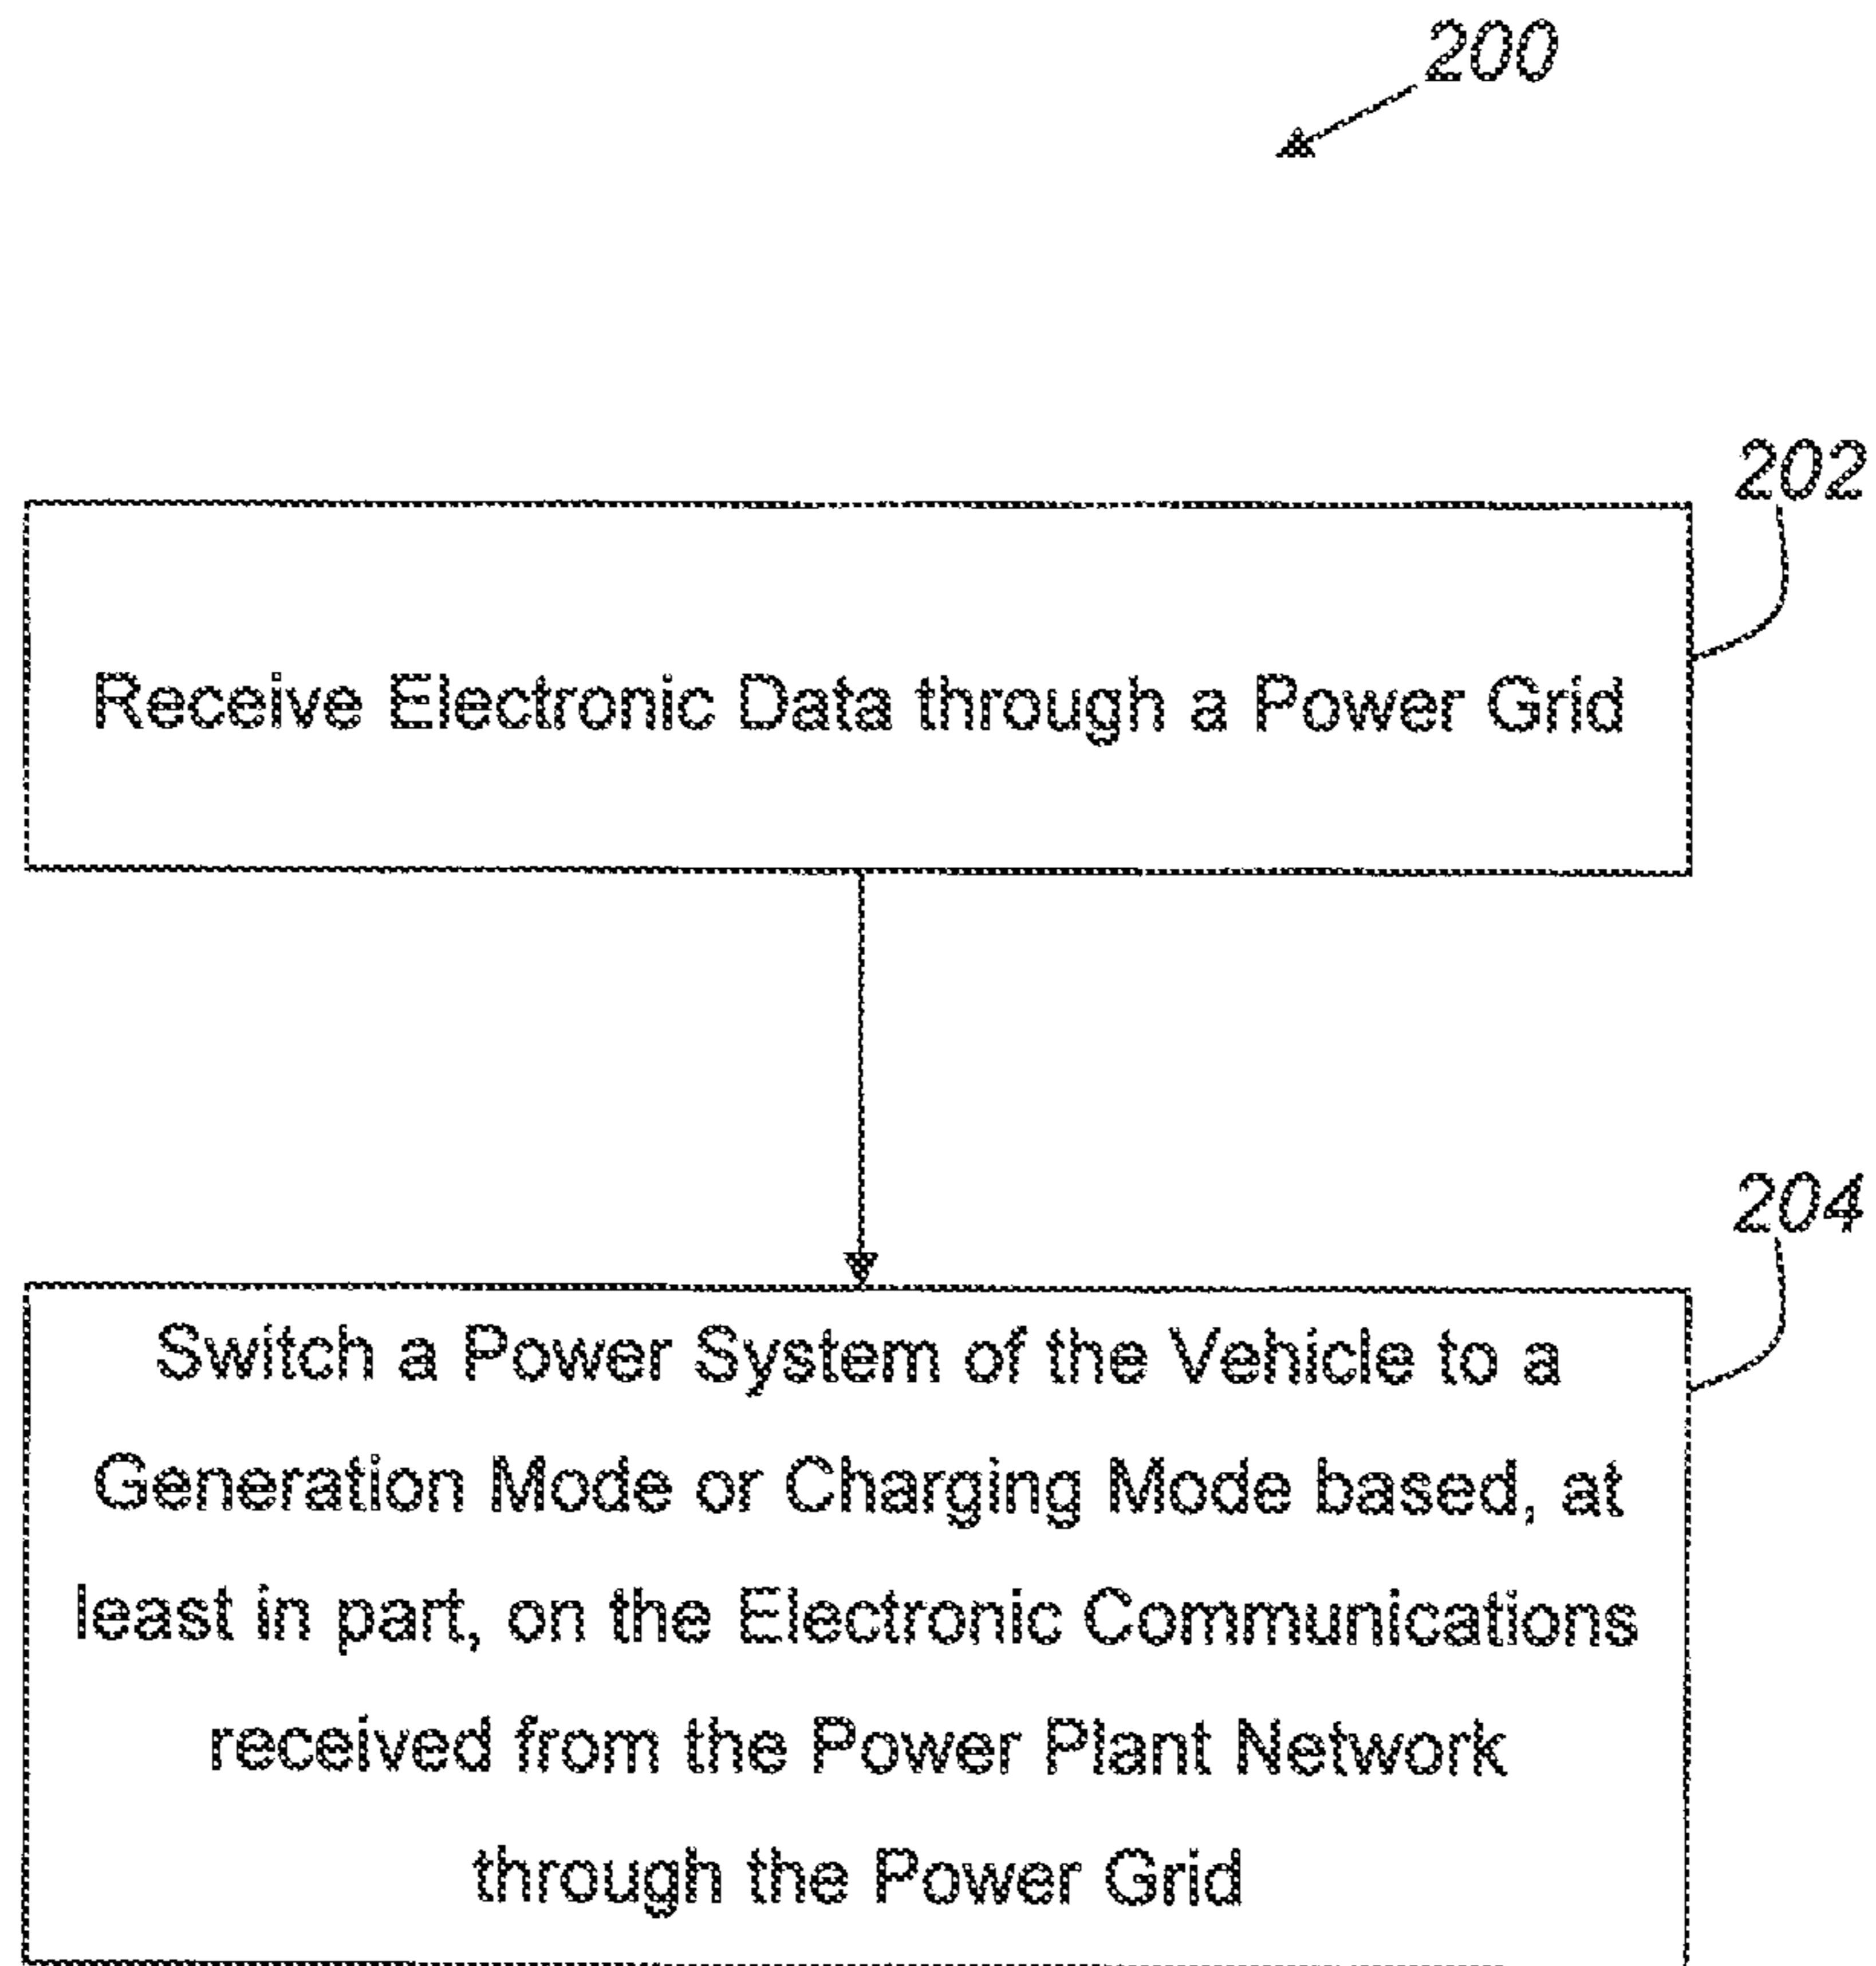 200
202
Receive Electronic Data through a Power Grid
204
Switch a Power System of the Vehicle to a
Generation Mode or Charging Mode based, at
least in part, on the Electronic Communications
received from the Power Plant Network
through the Power Grid